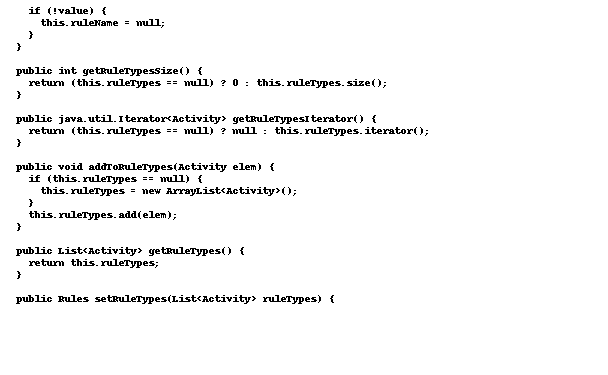 if (!value) {
this.ruleName = null;
}
}
public int getRuleTypesSize() {
return (this.ruleTypes == null) ? 0 : this.ruleTypes.size();
}
public java.util.Iterator<Activity> getRuleTypesIterator() {
return (this.ruleTypes == null) ? null : this.ruleTypes.iterator();
}
public void addToRuleTypes(Activity elem) {
if (this.ruleTypes == null) {
this.ruleTypes = new ArrayList<Activity>();
}
this.ruleTypes.add(elem);
}
public List<Activity> getRuleTypes() {
return this.ruleTypes;
}
public Rules setRuleTypes(List<Activity> ruleTypes) {